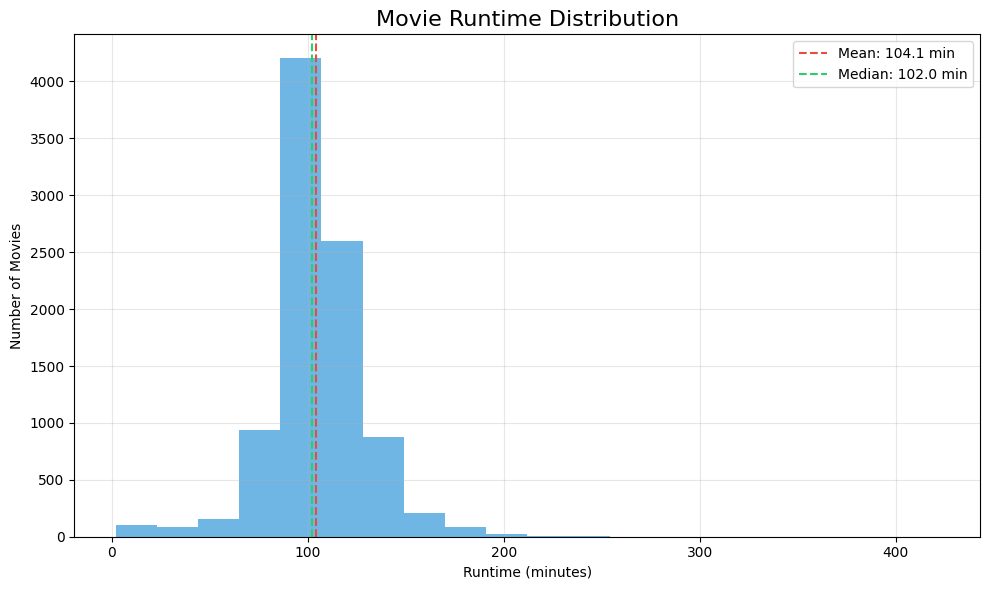 Movie Runtime Distribution
Mean: 104.1 min
Median: 102.0 min
Number of Movies
4000
3500
3000
2500
2000
1500
1000
500
0
0 100 200 300 400
Runtime (minutes)